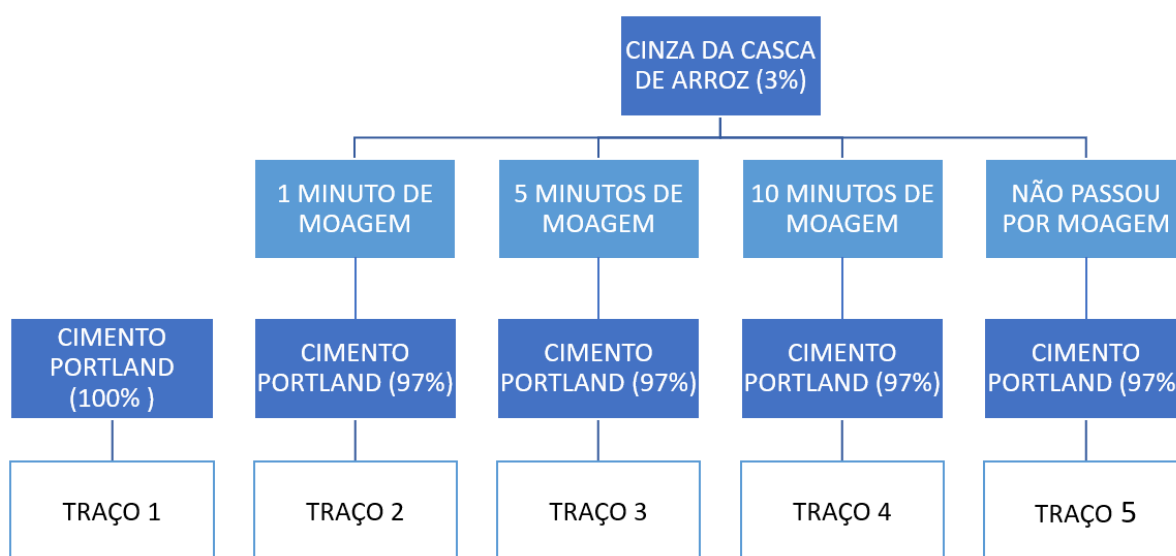 CINZA DA CASCA
DE ARROZ (3%)
1 MINUTO DE
MOAGEM
5 MINUTOS DE
MOAGEM
10 MINUTOS DE
MOAGEM
NÃO PASSOU
POR MOAGEM
CIMENTO
PORTLAND
(100% )
CIMENTO
PORTLAND (97%)
CIMENTO
PORTLAND (97%)
CIMENTO
PORTLAND (97%)
CIMENTO
PORTLAND (97%
TRAÇO 1
TRAÇO 2
TRAÇO 3
TRAÇO 4
TRAÇO 5